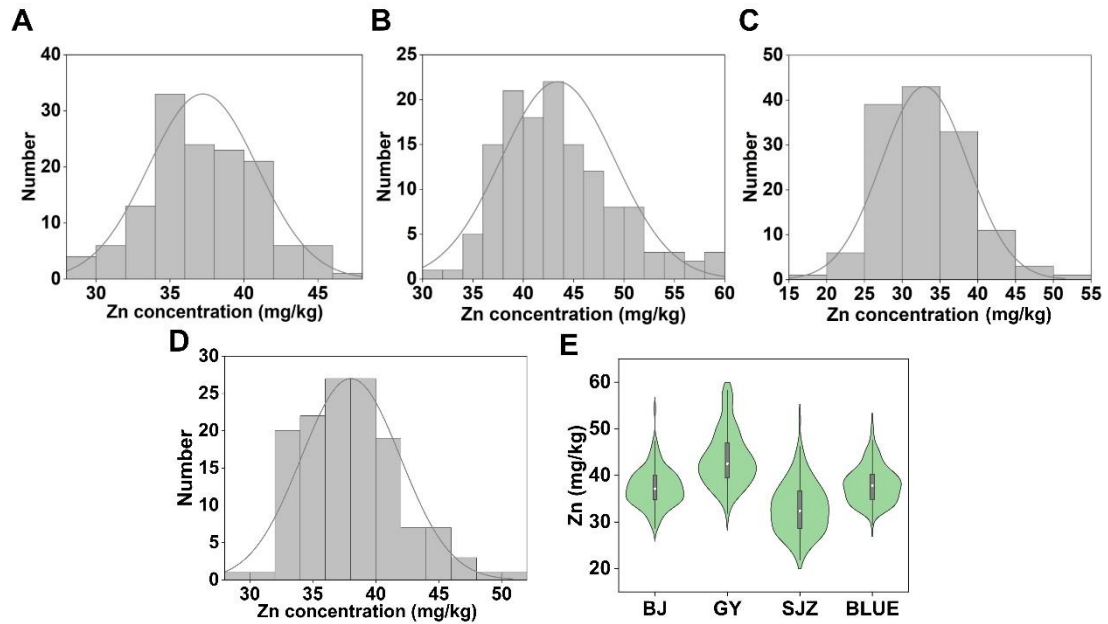 A
40
30
20
10
0
Number
30 35 40 45
Zn concentration (mg/kg)
B
25
20
15
10
5
0
Number
30 35 40 45 50 55 60
Zn concentration (mg/kg)
C
50
40
30
20
10
0
Number
15 20 25 30 35 40 45 50 55
Zn concentration (mg/kg)
D
30
25
20
15
10
5
0
Number
30 35 40 45 50
Zn concentration (mg/kg)
E
60
50
40
30
20
Zn (mg/kg)
BJ GY SJZ BLUE